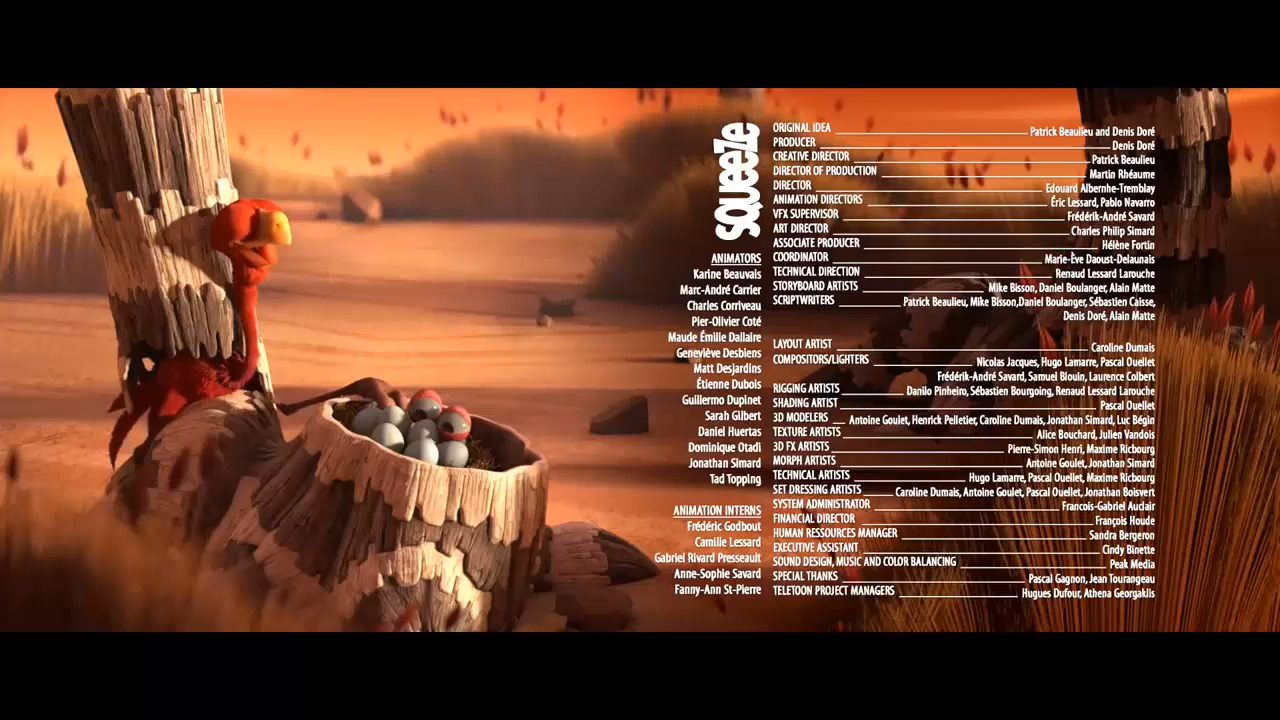 squeeze
ANIMATORS
Karine Beauvais
Marc-André Carrier
Charles Corriveau
Pier-Olivier Coté
Maude Émilie Dallaire
Geneviève Desbiens
Matt Desjardins
Étienne Dubois
Guillermo Dupinet
Sarah Gilbert
Daniel Huertas
Dominique Otadi
Jonathan Simard
Tad Topping
ANIMATION INTERNS
Frédéric Godbout
Camille Lessard
Gabriel Rivard Presseault
Anne-Sophie Savard
Fanny-Ann St-Pierre
ORIGINAL IDEA Patrick Beaulieu and Denis Doré
PRODUCER Denis Doré
CREATIVE DIRECTOR Patrick Beaulieu
DIRECTOR OF PRODUCTION Martin Rhéaume
DIRECTOR Edouard Albernhe-Tremblay
ANIMATION DIRECTORS Éric Lessard, Pablo Navarro
VFX SUPERVISOR Frédérik-André Savard
ART DIRECTOR Charles Philip Simard
ASSOCIATE PRODUCER Hélène Fortin
COORDINATOR Marie-Ève Daoust-Delaunais
TECHNICAL DIRECTION Renaud Lessard Larouche
STORYBOARD ARTISTS Mike Bisson, Daniel Boulanger, Alain Matte
SCRIPTWRITERS Patrick Beaulieu, Mike Bisson,Daniel Boulanger, Sébastien Caisse,
Denis Doré, Alain Matte
LAYOUT ARTIST Caroline Dumais
COMPOSITORS/LIGHTERS Nicolas Jacques, Hugo Lamarre, Pascal Ouellet
Frédérik-André Savard, Samuel Blouin, Laurence Colbert
RIGGING ARTISTS Danilo Pinheiro, Sébastien Bourgoing, Renaud Lessard Larouche
SHADING ARTIST Pascal Ouellet
3D MODELERS Antoine Goulet, Henrick Pelletier, Caroline Dumais, Jonathan Simard, Luc Bégin
TEXTURE ARTISTS Alice Bouchard, Julien Vandois
3D FX ARTISTS Pierre-Simon Henri, Maxime Ricbourg
MORPH ARTISTS Antoine Goulet, Jonathan Simard
TECHNICAL ARTISTS Hugo Lamarre, Pascal Ouellet, Maxime Ricbourg
SET DRESSING ARTISTS Caroline Dumais, Antoine Goulet, Pascal Ouellet, Jonathan Boisvert
SYSTEM ADMINISTRATOR Francois-Gabriel Auclair
FINANCIAL DIRECTOR François Houde
HUMAN RESSOURCES MANAGER Sandra Bergeron
EXECUTIVE ASSISTANT Cindy Binette
SOUND DESIGN, MUSIC AND COLOR BALANCING Peak Media
SPECIAL THANKS Pascal Gagnon, Jean Tourangeau
TELETOON PROJECT MANAGERS Hugues Dufour, Athena Georgaklis